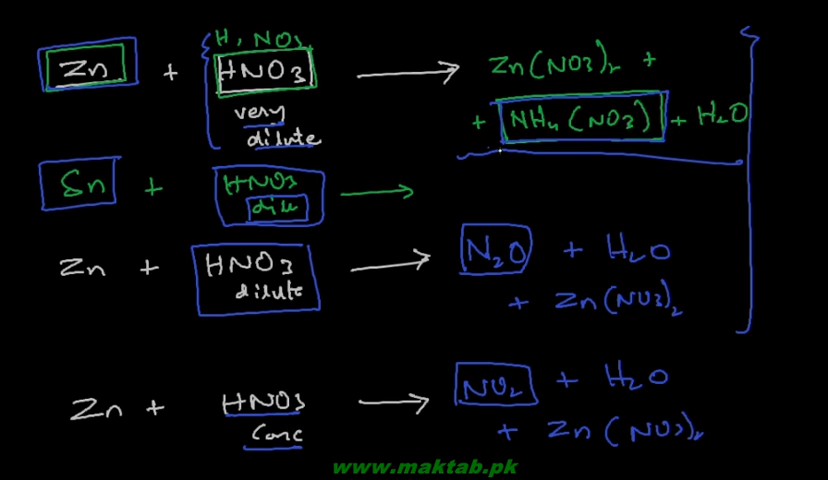 H, NO3
Zn + HNO3 ⟶ Zn(NO3)2 +
very dilute
+ NH4(NO3) + H2O
Sn + HNO3 ⟶
dilu
Zn + HNO3 ⟶ N2O + H2O
dilute
+ Zn(NO3)2
Zn + HNO3 ⟶ NO2 + H2O
Conc
+ Zn(NO3)2
www.maktab.pk